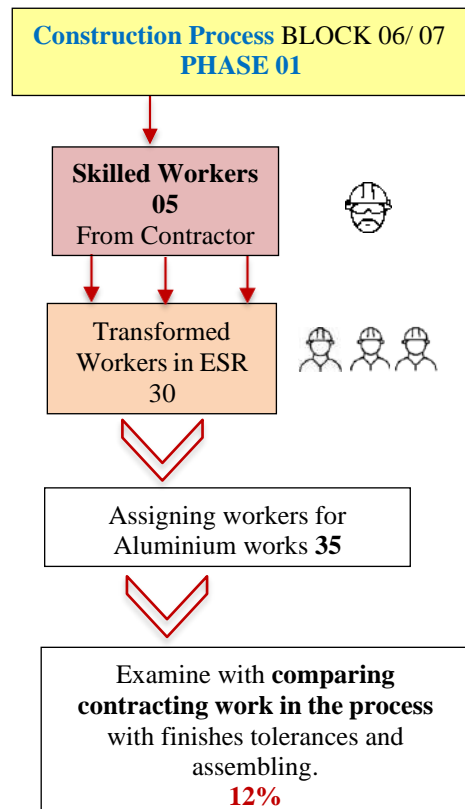 Construction Process BLOCK 06/ 07
PHASE 01
Skilled Workers
05
From Contractor
Transformed
Workers in ESR
30
Assigning workers for
Aluminium works 35
Examine with comparing
contracting work in the process
with finishes tolerances and
assembling.
12%